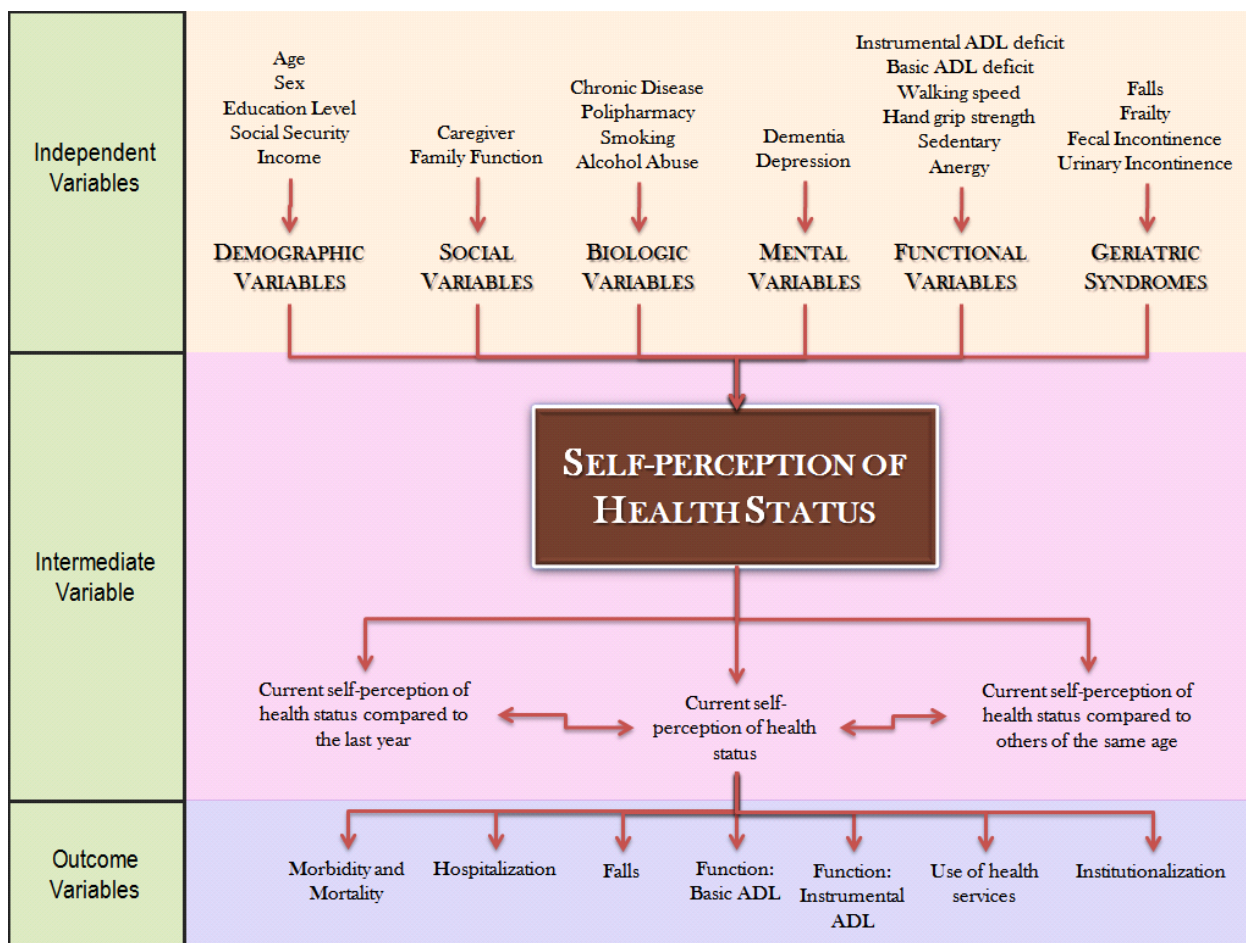 Independent
Variables
Age
Sex
Education Level
Social Security
Income
Caregiver
Family Function
Chronic Disease
Polipharmacy
Smoking
Alcohol Abuse
Dementia
Depression
Instrumental ADL deficit
Basic ADL deficit
Walking speed
Hand grip strength
Sedentary
Anergy
Falls
Frailty
Fecal Incontinence
Urinary Incontinence
DEMOGRAPHIC
VARIABLES
SOCIAL
VARIABLES
BIOLOGIC
VARIABLES
MENTAL
VARIABLES
FUNCTIONAL
VARIABLES
GERIATRIC
SYNDROMES
Intermediate
Variable
SELF-PERCEPTION OF
HEALTH STATUS
Current self-perception of
health status compared to
the last year
Current self-
perception of health
status
Current self-perception of
health status compared to
others of the same age
Outcome
Variables
Morbidity and
Mortality
Hospitalization
Falls
Function:
Basic ADL
Function:
Instrumental
ADL
Use of health
services
Institutionalization